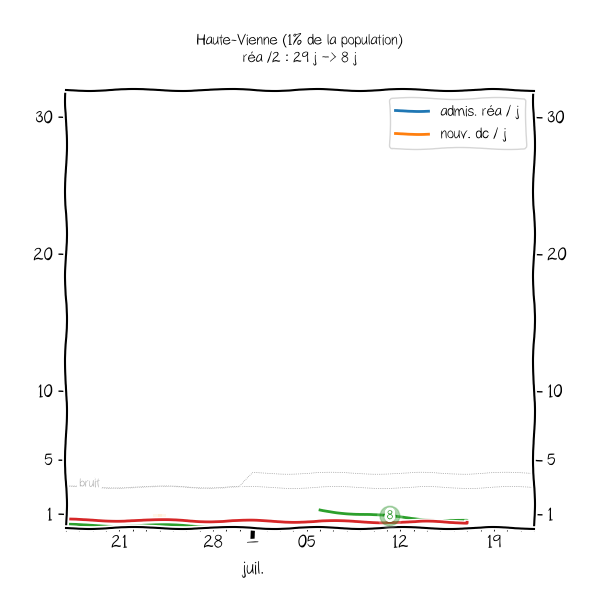 Haute-Vienne (1% de la population)
réa /2 : 29 j -> 8 j
admis. réa / j
nouv. dc / j
30
30
20
20
10
10
5
5
bruit
1
1
8
21
28
1
05
12
19
juil.